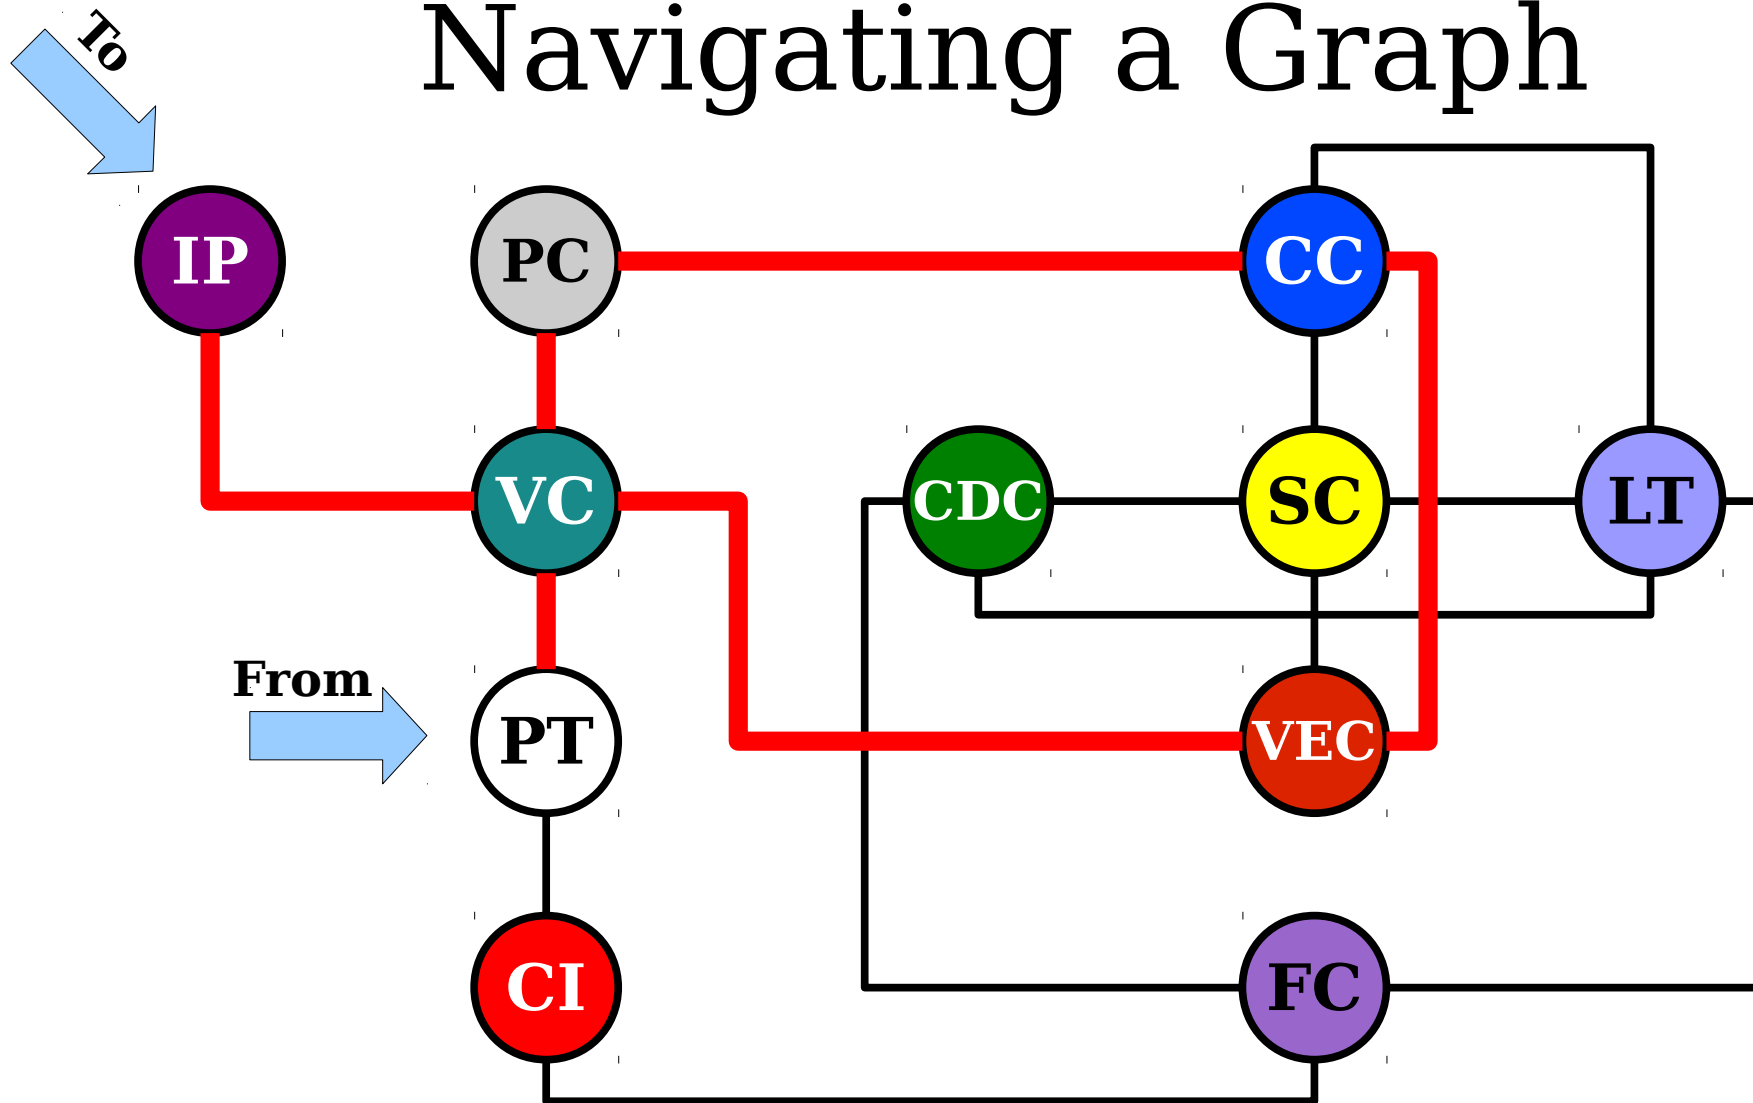 Navigating a Graph
To
IP
PC
CC
VC
CDC
SC
LT
From
PT
VEC
CI
FC